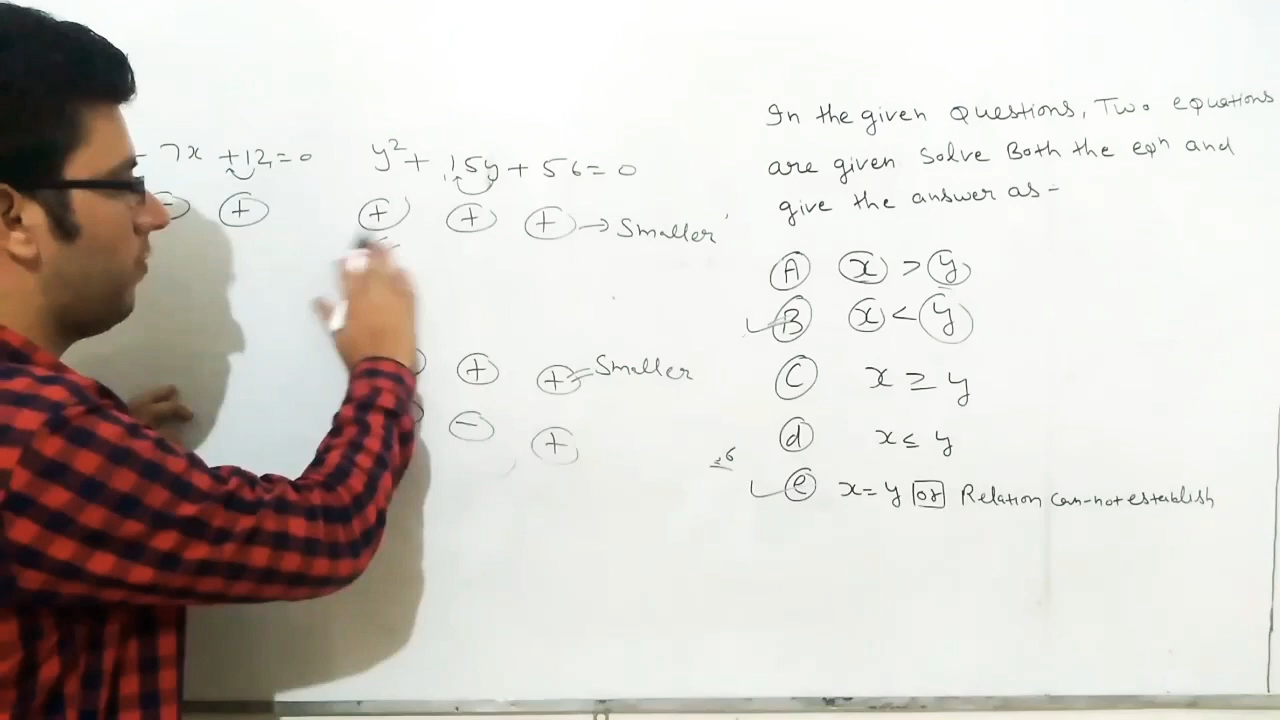 - 7x +12=0
y²+ 15y + 56=0
+
+ + + → Smaller
+ + Smaller
- +
In the given Questions, Two equations
are given Solve Both the eqn and
give the answer as -
A x > y
B x < y
C x ≥ y
d x ≤ y
e x = y or Relation can-not establish